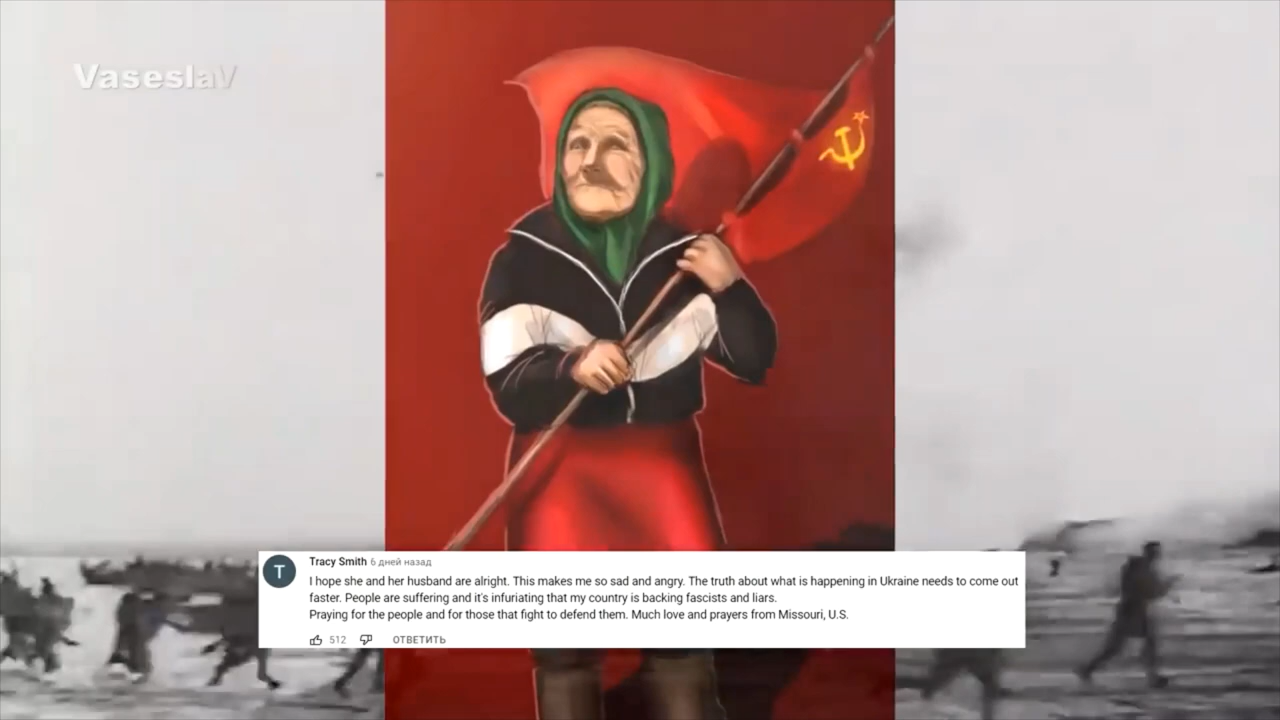 VaseslaV
Tracy Smith 6 дней назад
I hope she and her husband are alright. This makes me so sad and angry. The truth about what is happening in Ukraine needs to come out
faster. People are suffering and it's infuriating that my country is backing fascists and liars.
Praying for the people and for those that fight to defend them. Much love and prayers from Missouri, U.S.
512 ОТВЕТИТЬ